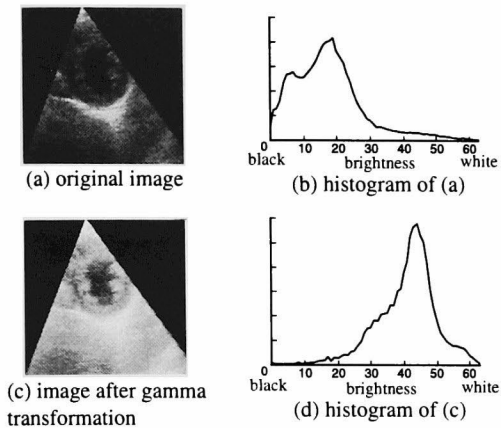 (a) original image
0 10 20 30 40 50 60
black brightness white
(b) histogram of (a)
(c) image after gamma
transformation
0 10 20 30 40 50 60
black brightness white
(d) histogram of (c)